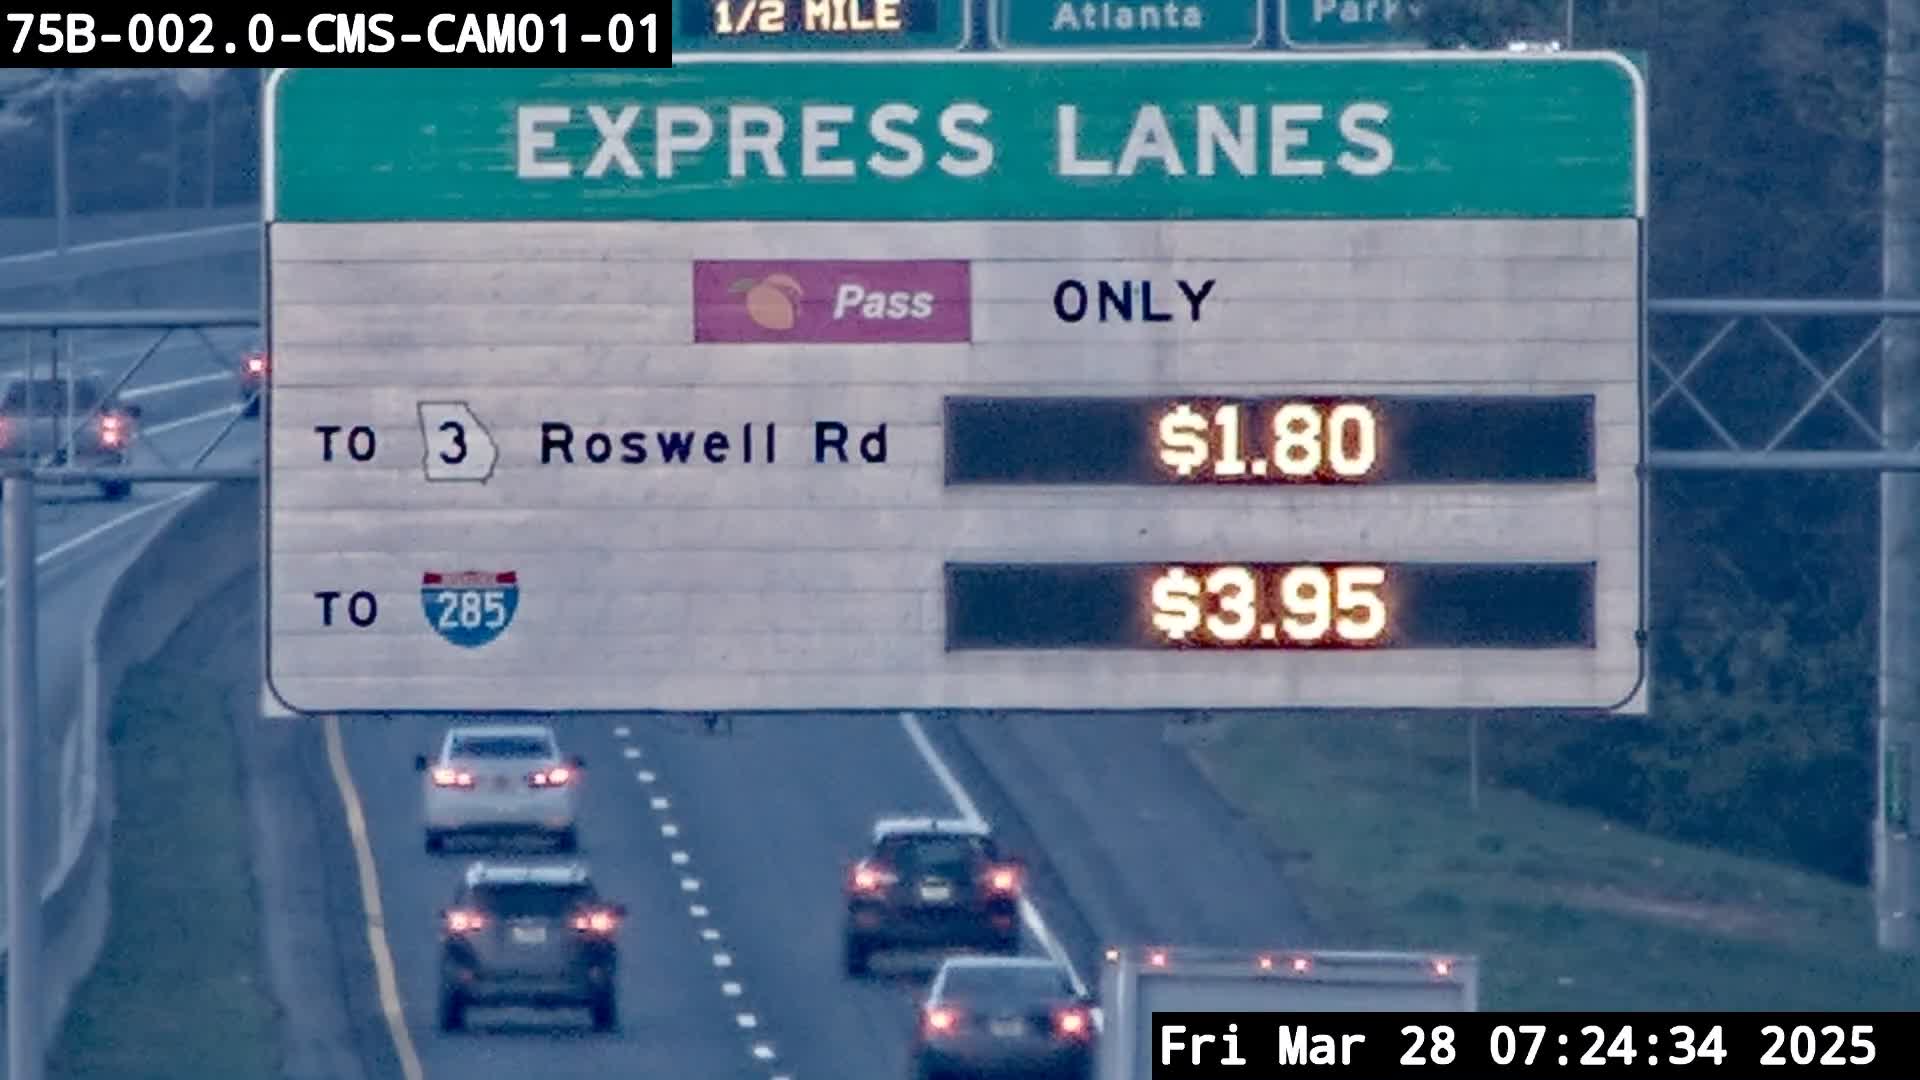 75B-002.0-CMS-CAM01-01
1/2 MILE
Atlanta
EXPRESS LANES
Pass ONLY
TO 3 Roswell Rd $1.80
TO 285 $3.95
Fri Mar 28 07:24:34 2025